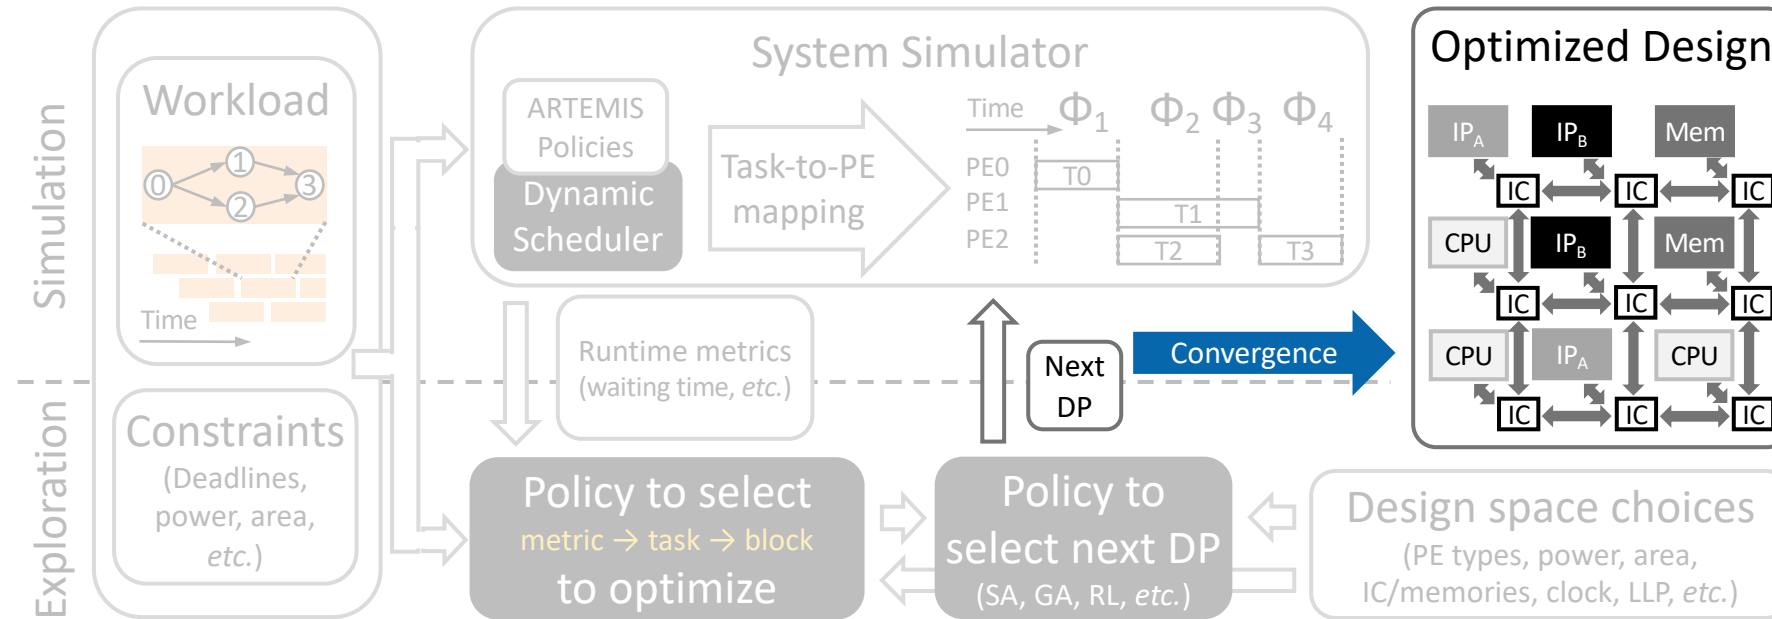 Simulation
Exploration
Workload
0
1
2
3
Time
Constraints
(Deadlines,
power, area,
etc.)
System Simulator
ARTEMIS
Policies
Dynamic
Scheduler
Task-to-PE
mapping
Time
Φ1 Φ2 Φ3 Φ4
PE0
T0
PE1
T1
PE2
T2
T3
Runtime metrics
(waiting time, etc.)
Next
DP
Convergence
Policy to select
metric → task → block
to optimize
Policy to
select next DP
(SA, GA, RL, etc.)
Design space choices
(PE types, power, area,
IC/memories, clock, LLP, etc.)
Optimized Design
IPA IPB Mem
IC IC IC
CPU IPB Mem
IC IC IC
CPU IPA CPU
IC IC IC